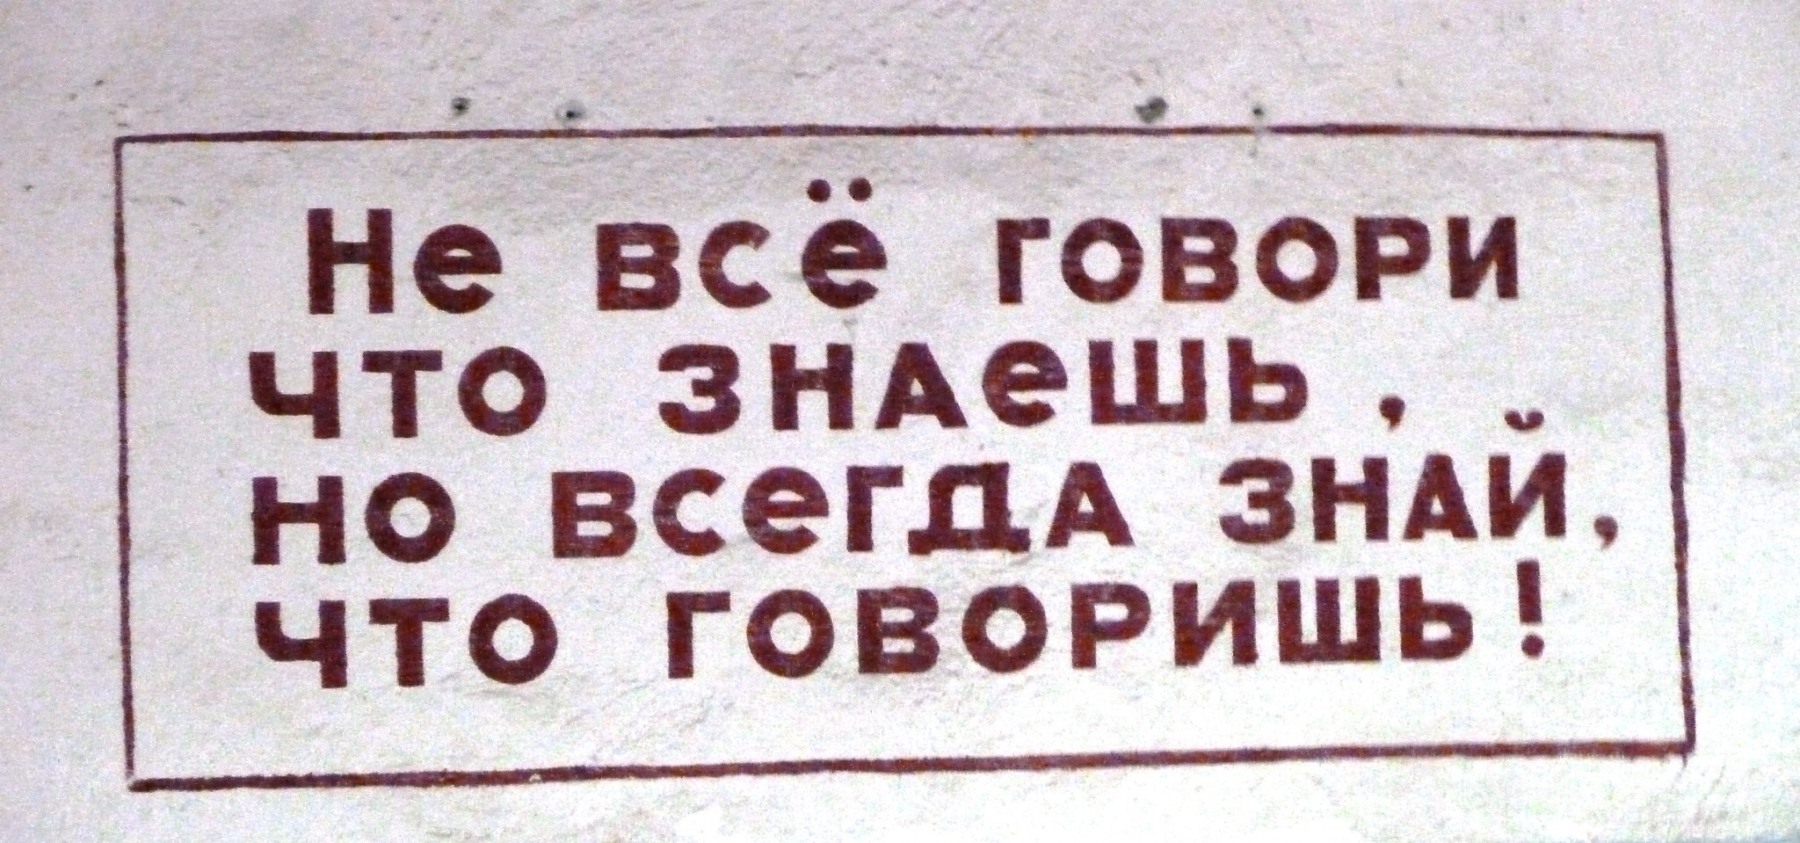 Не всё говори
что знаешь,
но всегда знай,
что говоришь!